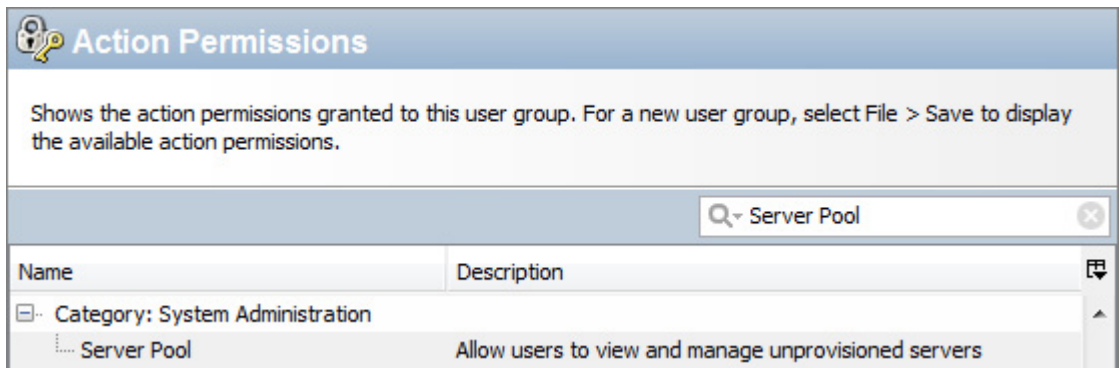 Action Permissions
Shows the action permissions granted to this user group. For a new user group, select File > Save to display
the available action permissions.
Server Pool
Name Description
Category: System Administration
Server Pool Allow users to view and manage unprovisioned servers